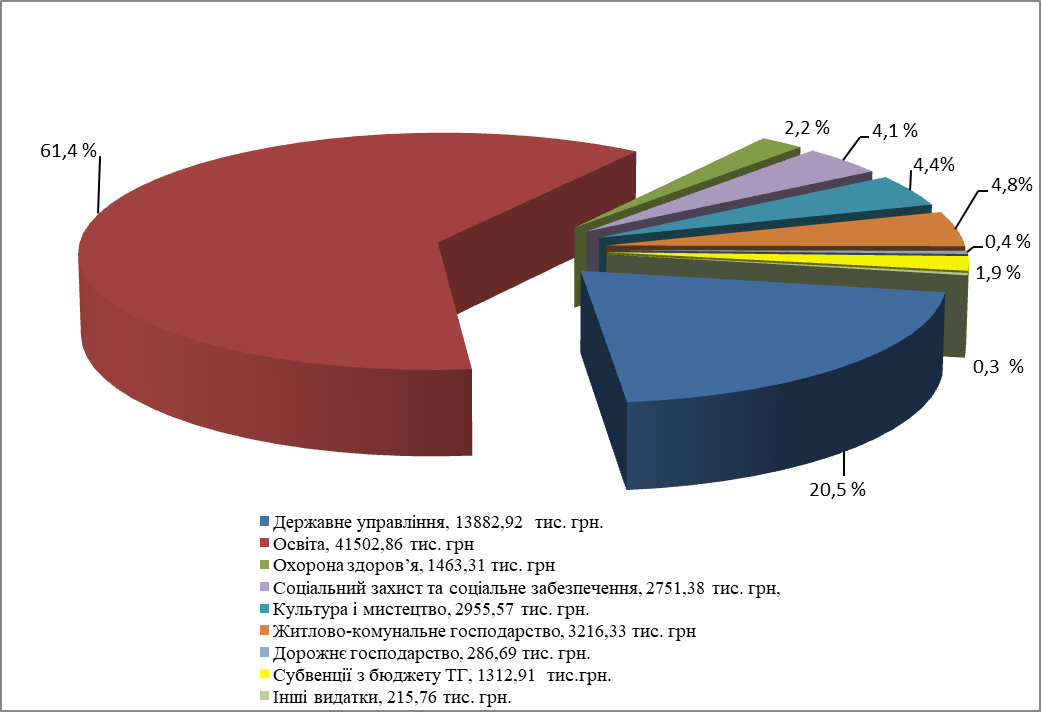 2,2 %
4,1 %
61,4 %
4,4%
4,8%
0,4 %
1,9 %
0,3 %
20,5 %
Державне управління, 13882,92 тис. грн.
Освіта, 41502,86 тис. грн
Охорона здоров’я, 1463,31 тис. грн
Соціальний захист та соціальне забезпечення, 2751,38 тис. грн,
Культура і мистецтво, 2955,57 тис. грн.
Житлово-комунальне господарство, 3216,33 тис. грн
Дорожнє господарство, 286,69 тис. грн.
Субвенції з бюджету ТГ, 1312,91 тис.грн.
Інші видатки, 215,76 тис. грн.